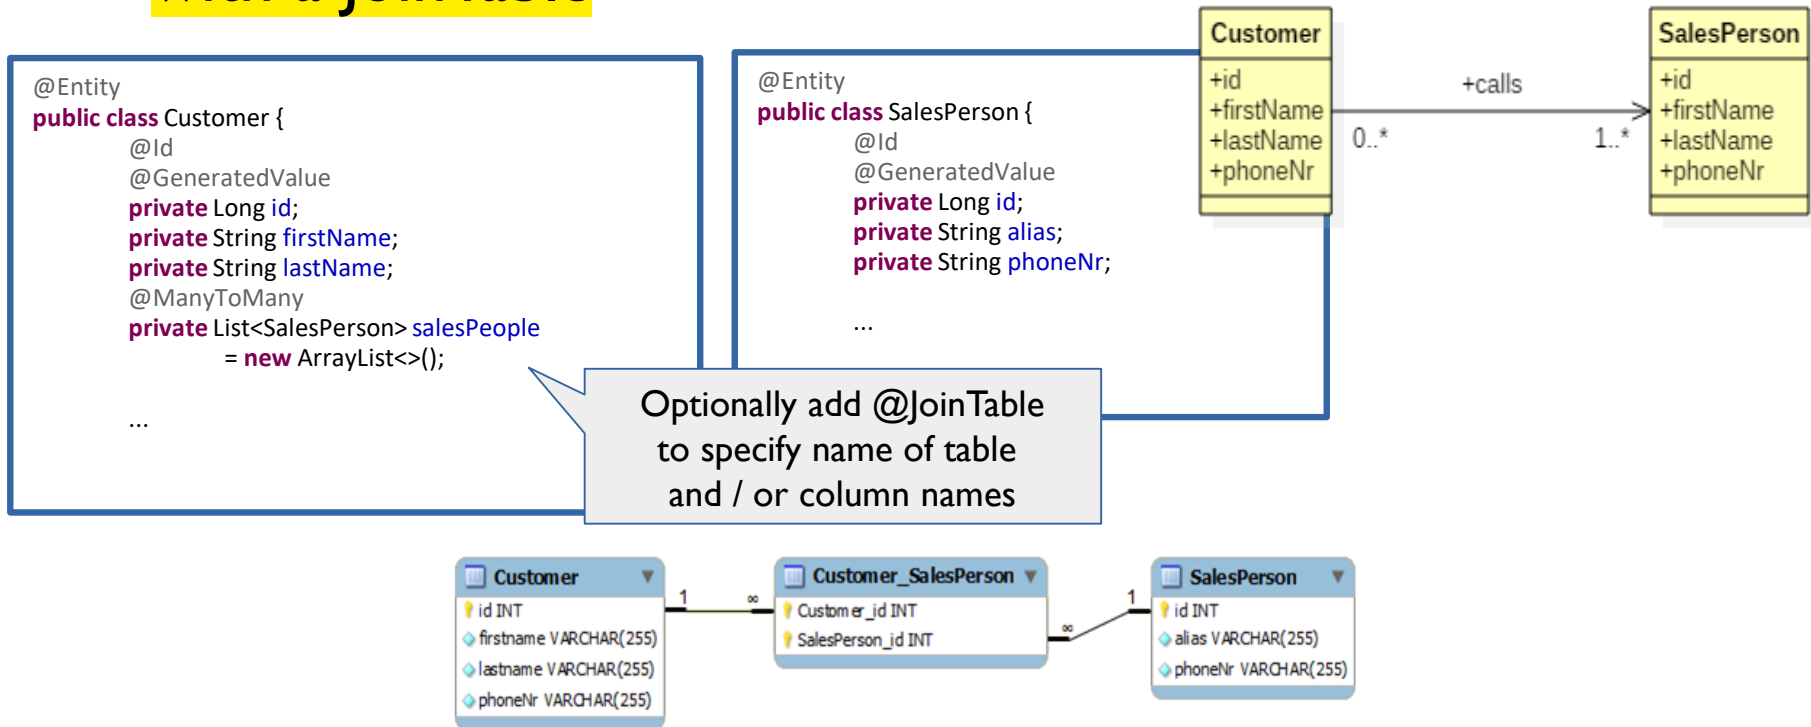 with a JoinTable
@Entity
public class Customer {
@Id
@GeneratedValue
private Long id;
private String firstName;
private String lastName;
@ManyToMany
private List<SalesPerson> salesPeople
= new ArrayList<>();
...
@Entity
public class SalesPerson {
@Id
@GeneratedValue
private Long id;
private String alias;
private String phoneNr;
...
Customer
+id
+firstName
+lastName
+phoneNr
+calls
0..*
1..*
SalesPerson
+id
+firstName
+lastName
+phoneNr
Optionally add @JoinTable
to specify name of table
and / or column names
Customer
id INT
firstname VARCHAR(255)
lastname VARCHAR(255)
phoneNr VARCHAR(255)
1
∞
Customer_SalesPerson
Customer_id INT
SalesPerson_id INT
∞
1
SalesPerson
id INT
alias VARCHAR(255)
phoneNr VARCHAR(255)